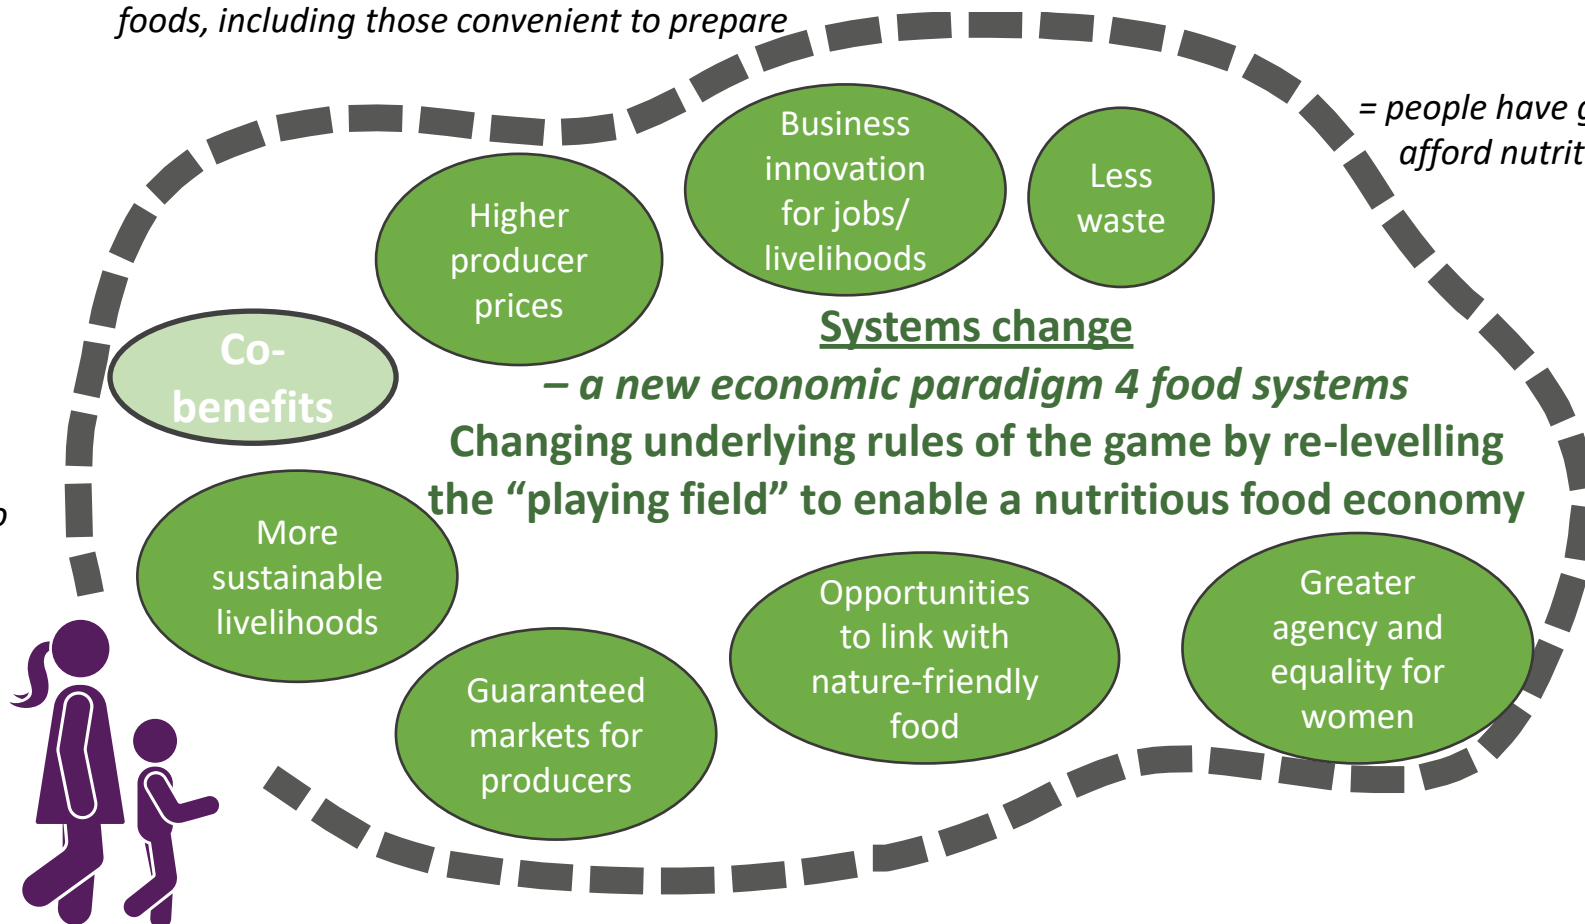 foods, including those convenient to prepare
= people have
afford
Business
innovation
for jobs/
livelihoods
Less
waste
Higher
producer
prices
Systems change
– a new economic paradigm 4 food systems
Changing underlying rules of the game by re-levelling
the “playing field” to enable a nutritious food economy
Co-
benefits
More
sustainable
livelihoods
Guaranteed
markets for
producers
Opportunities
to link with
nature-friendly
food
Greater
agency and
equality for
women